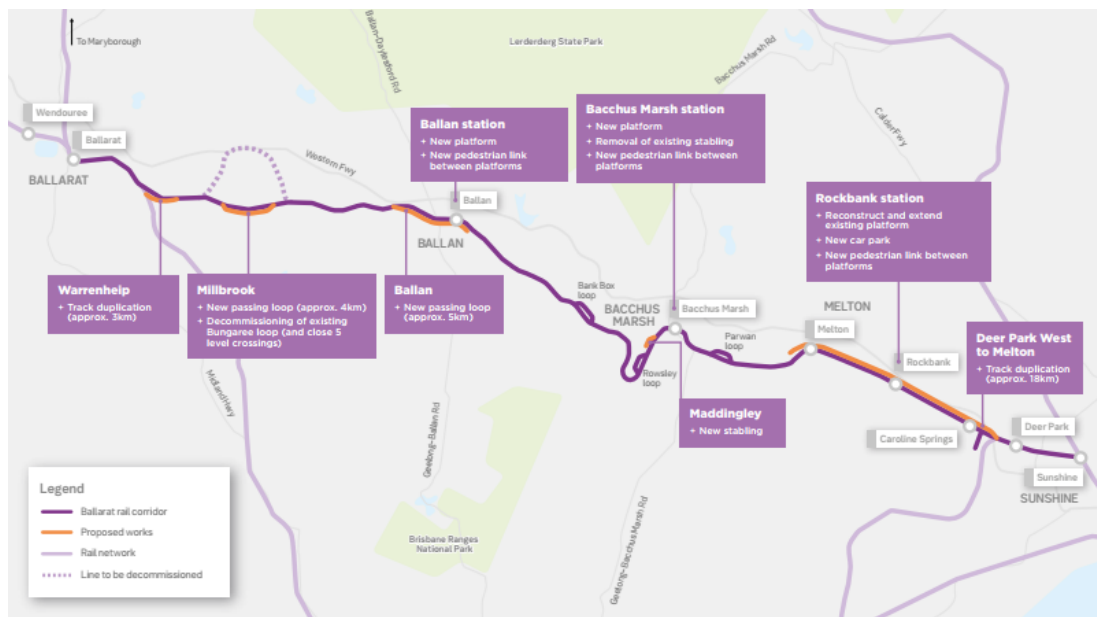 To Maryborough
Ballan-Daylesford Rd
Lerderderg State Park
Bacchus Marsh Rd
Calder Fwy
Wendouree
Ballarat
BALLARAT
Western Fwy
Ballan station
+ New platform
+ New pedestrian link
between platforms
Bacchus Marsh station
+ New platform
+ Removal of existing stabling
+ New pedestrian link between
platforms
Rockbank station
+ Reconstruct and extend
existing platform
+ New car park
+ New pedestrian link between
platforms
Ballan
BALLAN
Warrenheip
+ Track duplication
(approx. 3km)
Millbrook
+ New passing loop (approx. 4km)
+ Decommissioning of existing
Bungaree loop (and close 5
level crossings)
Ballan
+ New passing loop
(approx. 5km)
Bank Box
loop
BACCHUS
MARSH
Bacchus Marsh
Parwan
loop
Rowsley
loop
MELTON
Melton
Rockbank
Deer Park West
to Melton
+ Track duplication
(approx. 18km)
Maddingley
+ New stabling
Caroline Springs
Deer Park
Sunshine
SUNSHINE
Midland Hwy
Geelong-Ballan Rd
Geelong-Bacchus Marsh Rd
Brisbane Ranges
National Park
Legend
Ballarat rail corridor
Proposed works
Rail network
Line to be decommissioned